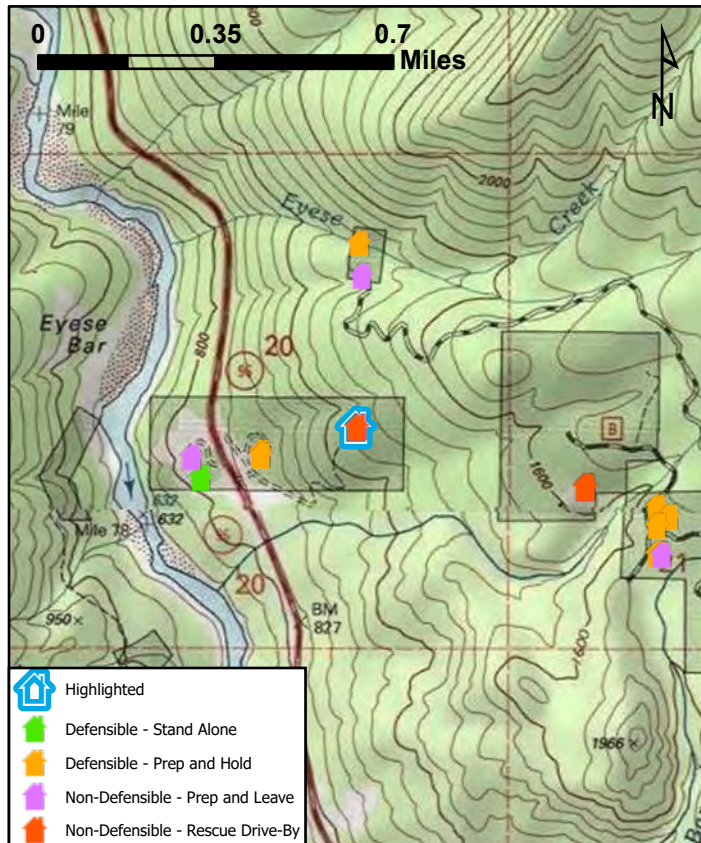 0 0.35 0.7
Miles
N
Mile
79
2000
Eyese
Creek
Eyese
Bar
800
20
96
B
1600
632
632
Mile 78
96
21
20
BM
827
950×
1600
1966 ×
Highlighted
Defensible - Stand Alone
Defensible - Prep and Hold
Non-Defensible - Prep and Leave
Non-Defensible - Rescue Drive-By